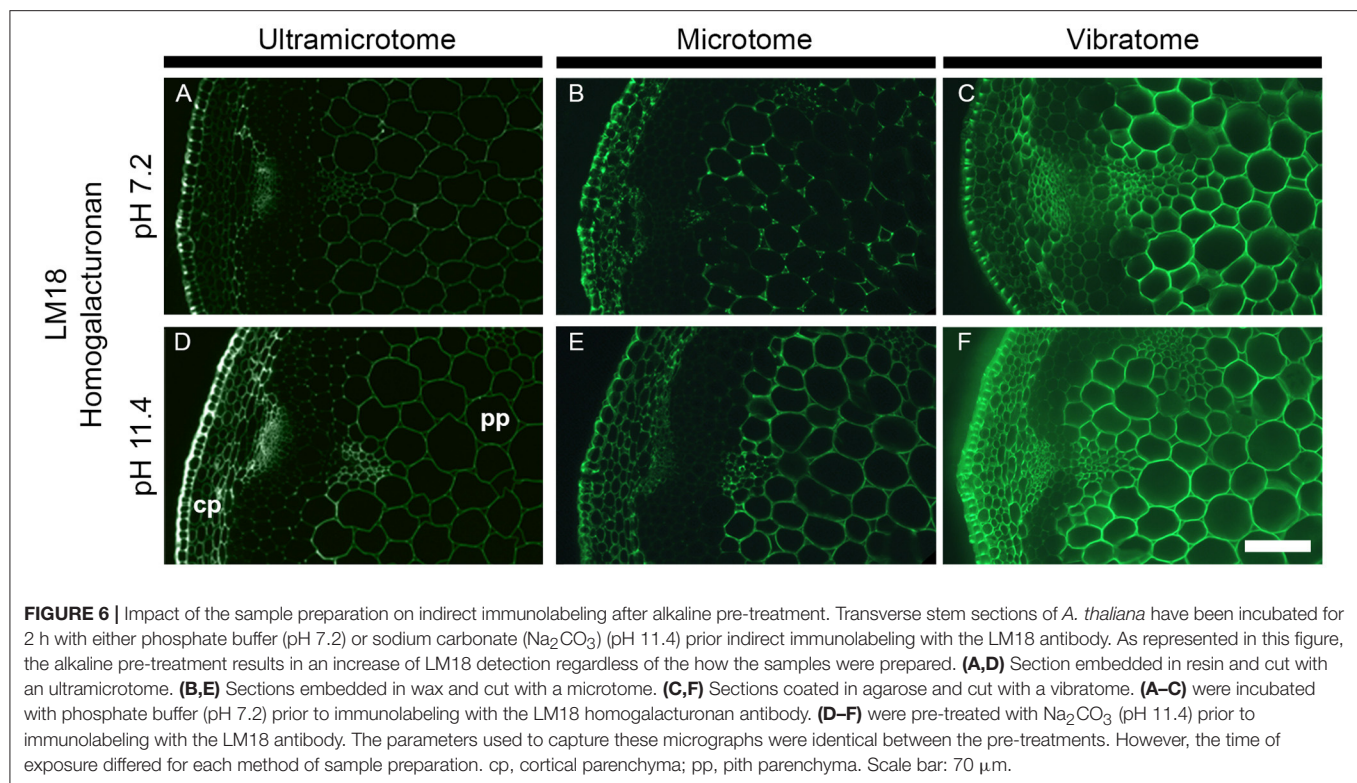 Ultramicrotome Microtome Vibratome
LM18
Homogalacturonan
pH 7.2
A B C
pH 11.4
D E F
pp
cp
FIGURE 6 | Impact of the sample preparation on indirect immunolabeling after alkaline pre-treatment. Transverse stem sections of A. thaliana have been incubated for
2 h with either phosphate buffer (pH 7.2) or sodium carbonate (Na₂CO₃) (pH 11.4) prior indirect immunolabeling with the LM18 antibody. As represented in this figure,
the alkaline pre-treatment results in an increase of LM18 detection regardless of the how the samples were prepared. (A,D) Section embedded in resin and cut with
an ultramicrotome. (B,E) Sections embedded in wax and cut with a microtome. (C,F) Sections coated in agarose and cut with a vibratome. (A–C) were incubated
with phosphate buffer (pH 7.2) prior to immunolabeling with the LM18 homogalacturonan antibody. (D–F) were pre-treated with Na₂CO₃ (pH 11.4) prior to
immunolabeling with the LM18 antibody. The parameters used to capture these micrographs were identical between the pre-treatments. However, the time of
exposure differed for each method of sample preparation. cp, cortical parenchyma; pp, pith parenchyma. Scale bar: 70 μm.